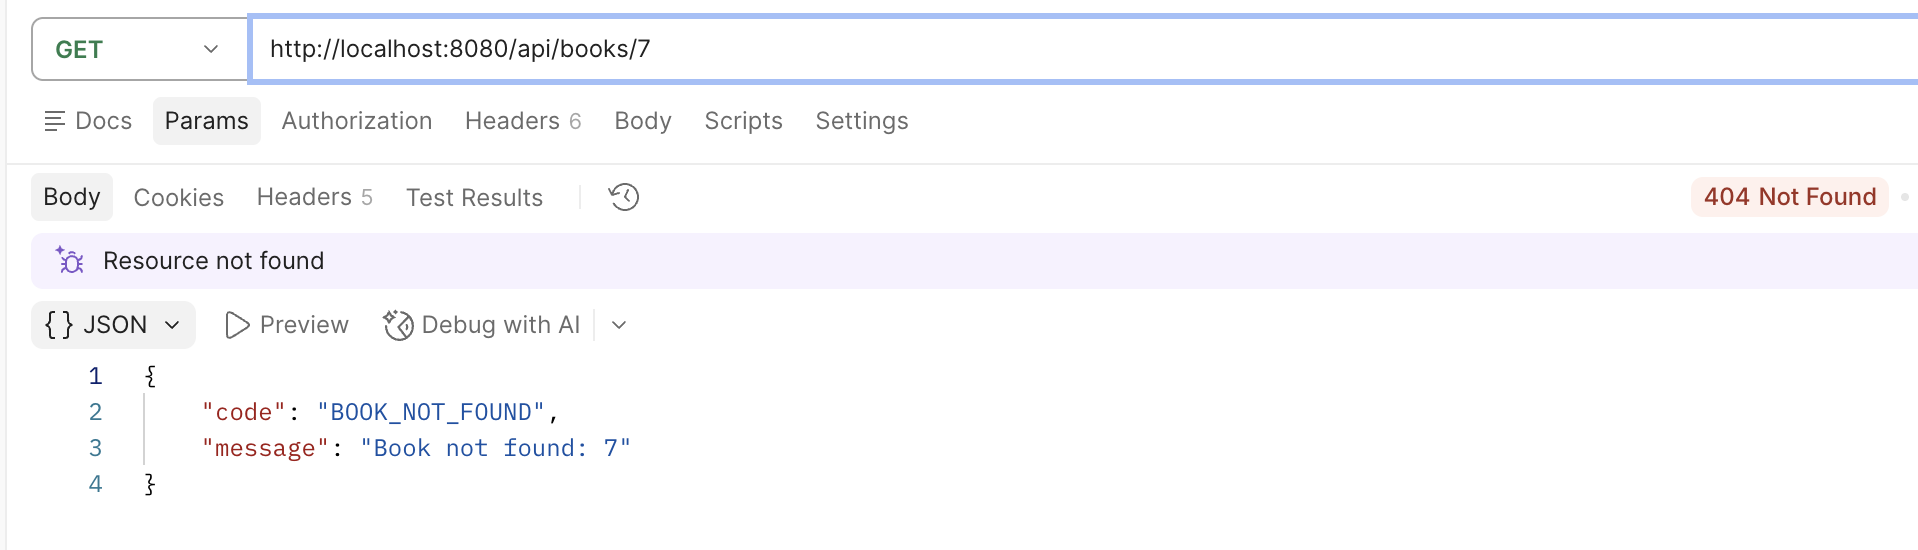 GET http://localhost:8080/api/books/7
Docs Params Authorization Headers 6 Body Scripts Settings
Body Cookies Headers 5 Test Results 404 Not Found
Resource not found
{} JSON Preview Debug with AI
1 {
2 "code": "BOOK_NOT_FOUND",
3 "message": "Book not found: 7"
4 }